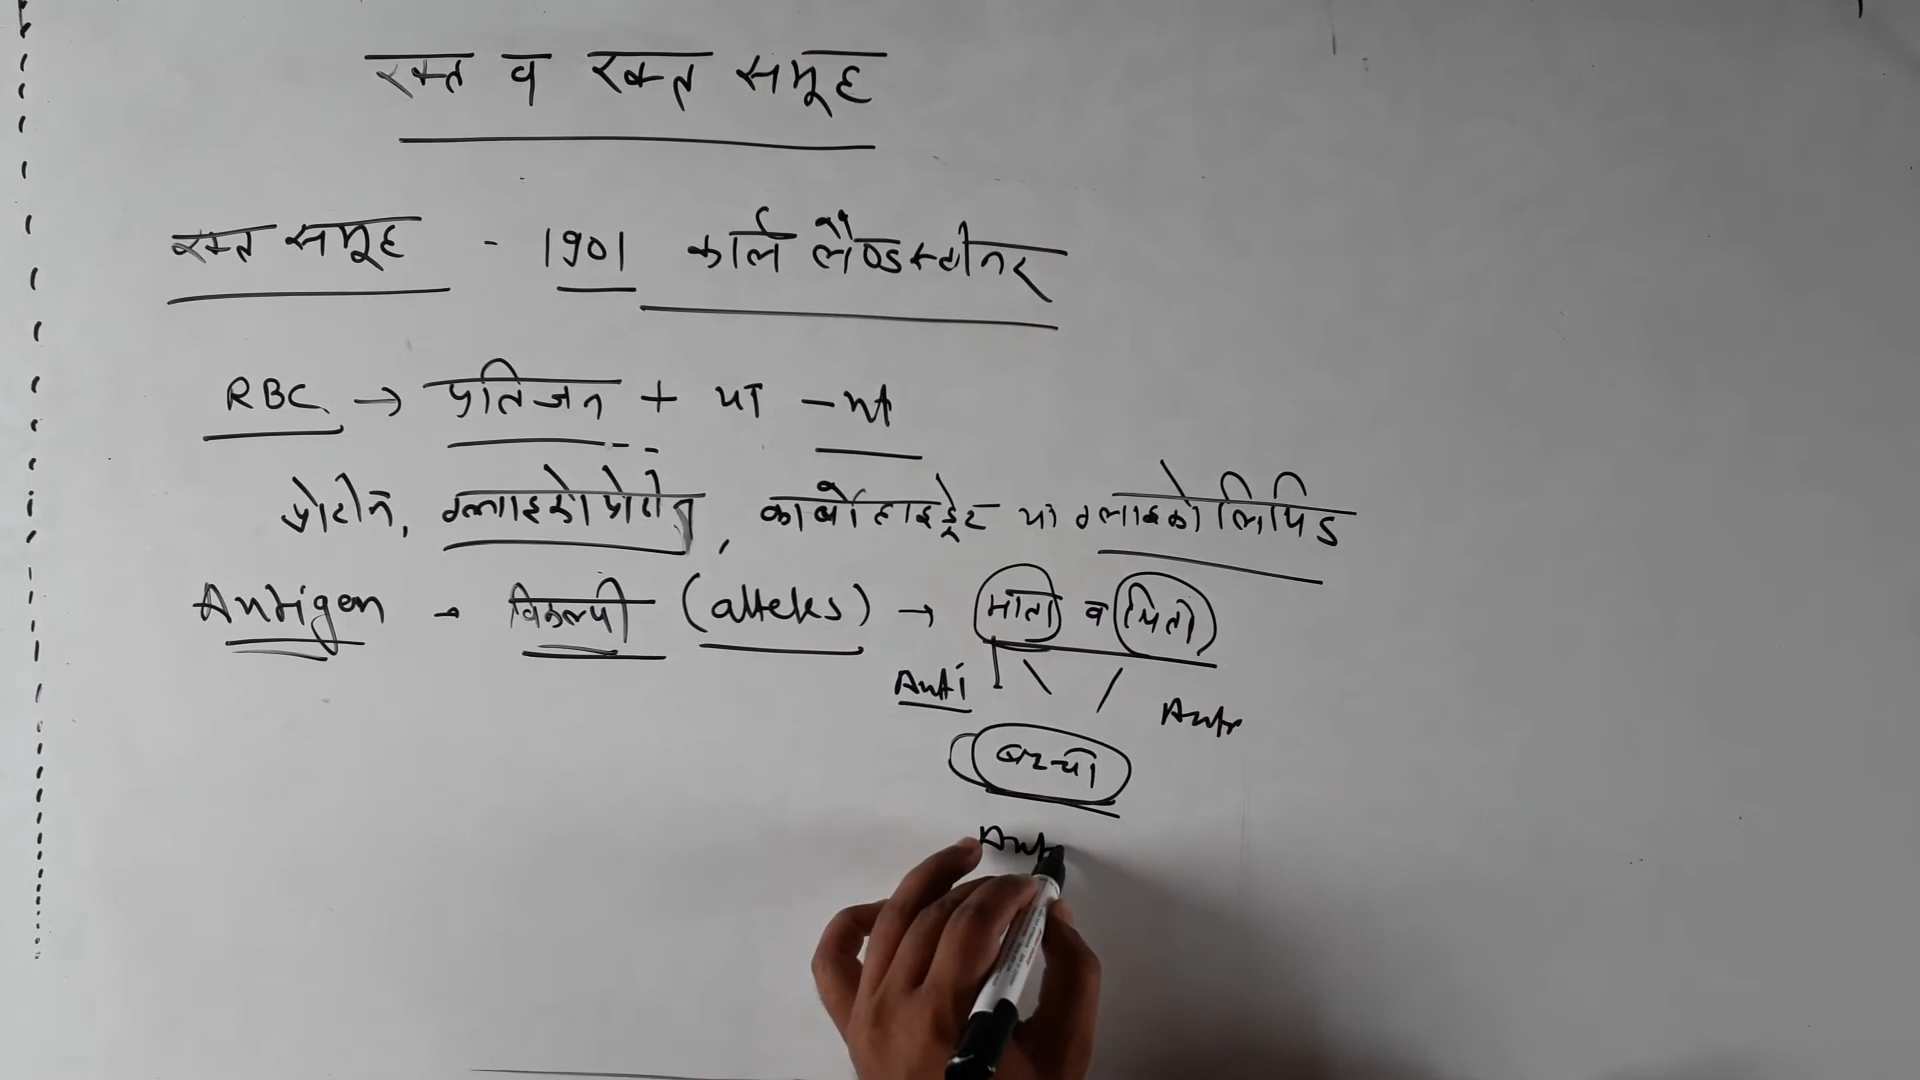 रक्त व रक्त समूह
रक्त समूह - 1901 कार्ल लैण्डस्टीनर
RBC → प्रतिजन + या -nt
प्रोटीन, ग्लाइकोप्रोटीन, कार्बोहाइड्रेट या ग्लाइकोलिपिड
Antigen - विकल्पी (alleles) → माता व पिता
Anti
बच्चा